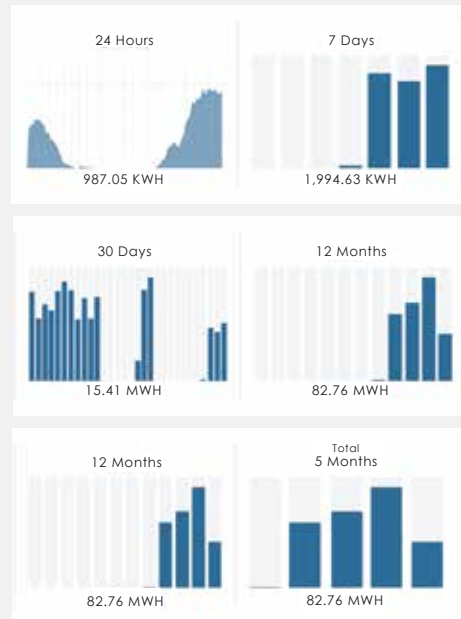 24 Hours
7 Days
987.05 KWH
1,994.63 KWH
30 Days
12 Months
15.41 MWH
82.76 MWH
12 Months
Total
5 Months
82.76 MWH
82.76 MWH